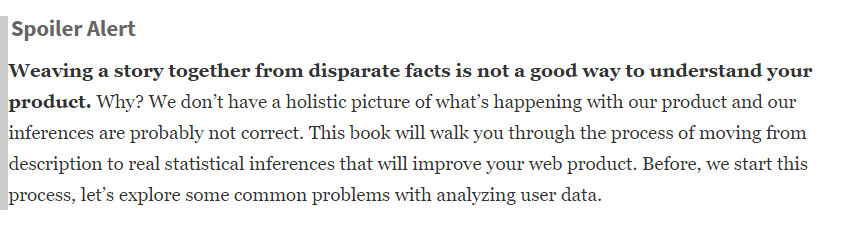 Spoiler Alert
Weaving a story together from disparate facts is not a good way to understand your
product. Why? We don’t have a holistic picture of what’s happening with our product and our
inferences are probably not correct. This book will walk you through the process of moving from
description to real statistical inferences that will improve your web product. Before, we start this
process, let’s explore some common problems with analyzing user data.